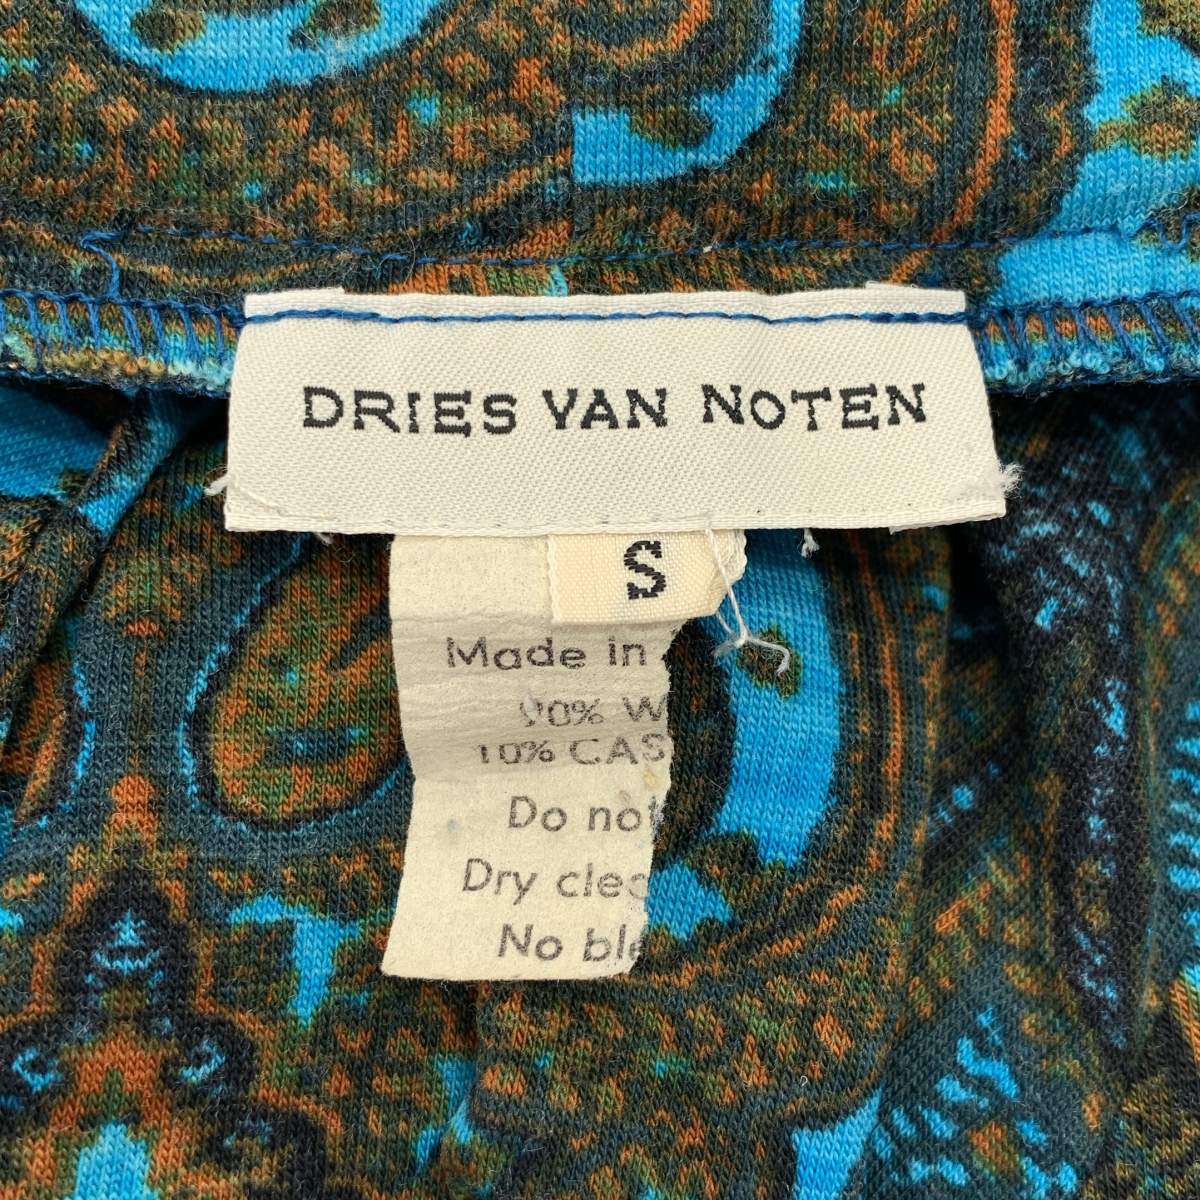 DRIES VAN NOTEN
S
Made in
90% W
10% CAS
Do not
Dry clea
No ble